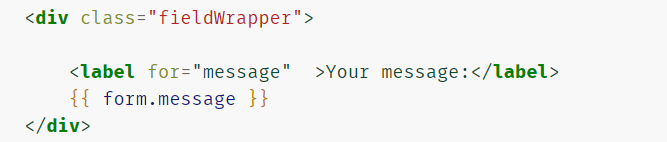 <div class="fieldWrapper">
<label for="message"  >Your message:</label>
{{ form.message }}
</div>